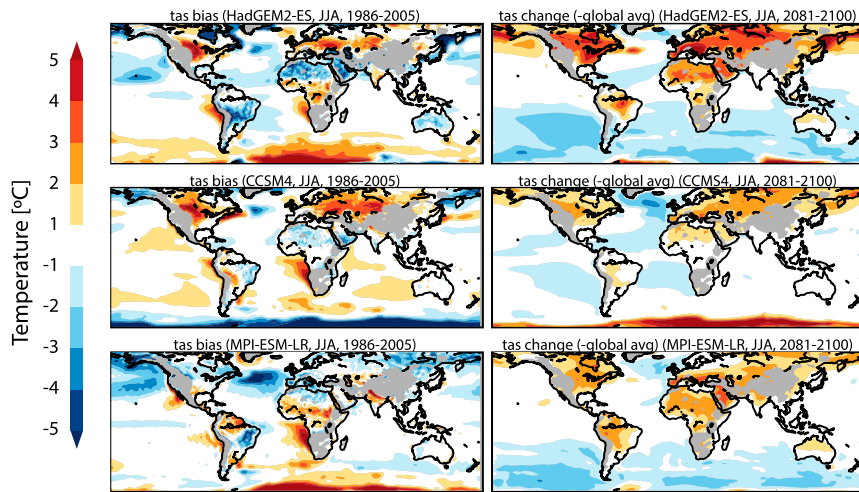 tas bias (HadGEM2-ES, JJA, 1986-2005)
tas change (-global avg) (HadGEM2-ES, JJA, 2081-2100)
tas bias (CCSM4, JJA, 1986-2005)
tas change (-global avg) (CCMS4, JJA, 2081-2100)
tas bias (MPI-ESM-LR, JJA, 1986-2005)
tas change (-global avg) (MPI-ESM-LR, JJA, 2081-2100)
Temperature [ºC]
5
4
3
2
1
-1
-2
-3
-4
-5